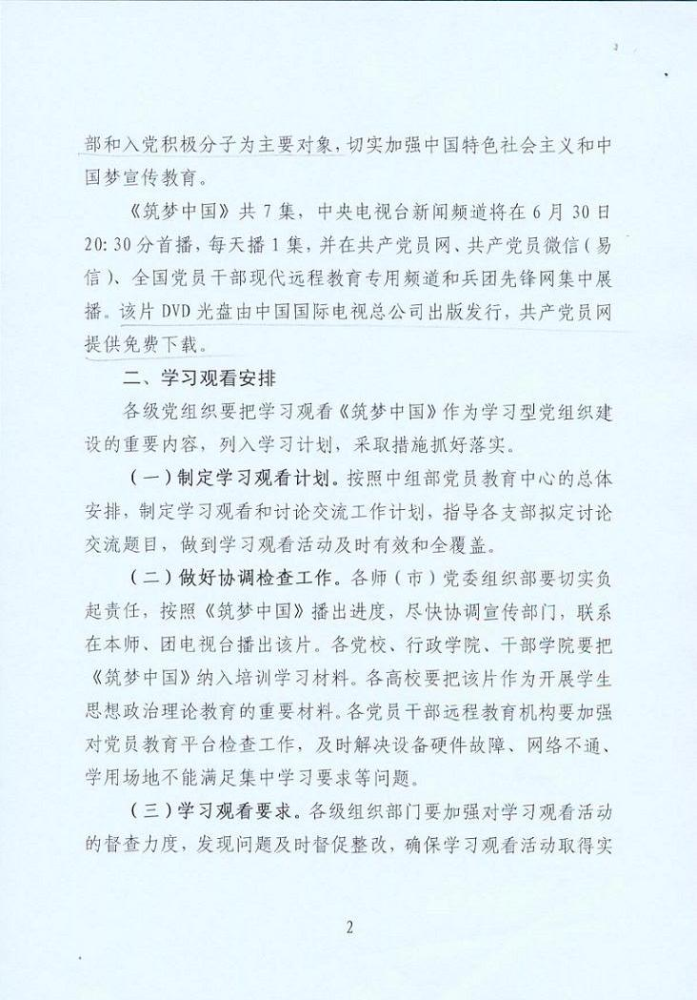 部和入党积极分子为主要对象，切实加强中国特色社会主义和中
国梦宣传教育。
《筑梦中国》共 7 集，中央电视台新闻频道将在 6 月 30 日
20:30 分首播，每天播 1 集，并在共产党员网、共产党员微信（易
信）、全国党员干部现代远程教育专用频道和兵团先锋网集中展
播。该片 DVD 光盘由中国国际电视总公司出版发行，共产党员网
提供免费下载。
二、学习观看安排
各级党组织要把学习观看《筑梦中国》作为学习型党组织建
设的重要内容，列入学习计划，采取措施抓好落实。
（一）制定学习观看计划。按照中组部党员教育中心的总体
安排，制定学习观看和讨论交流工作计划，指导各支部拟定讨论
交流题目，做到学习观看活动及时有效和全覆盖。
（二）做好协调检查工作。各师（市）党委组织部要切实负
起责任，按照《筑梦中国》播出进度，尽快协调宣传部门，联系
在本师、团电视台播出该片。各党校、行政学院、干部学院要把
《筑梦中国》纳入培训学习材料。各高校要把该片作为开展学生
思想政治理论教育的重要材料。各党员干部远程教育机构要加强
对党员教育平台检查工作，及时解决设备硬件故障、网络不通、
学用场地不能满足集中学习要求等问题。
（三）学习观看要求。各级组织部门要加强对学习观看活动
的督查力度，发现问题及时督促整改，确保学习观看活动取得实
2